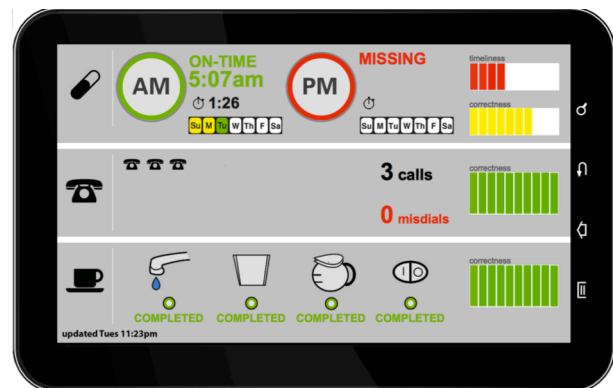 ON-TIME
AM
5:07am
1:26
Su M Tu W Th F Sa
MISSING
PM
Su M Tu W Th F Sa
timeliness
correctness
3 calls
0 misdials
correctness
COMPLETED COMPLETED COMPLETED COMPLETED
correctness
updated Tues 11:23pm